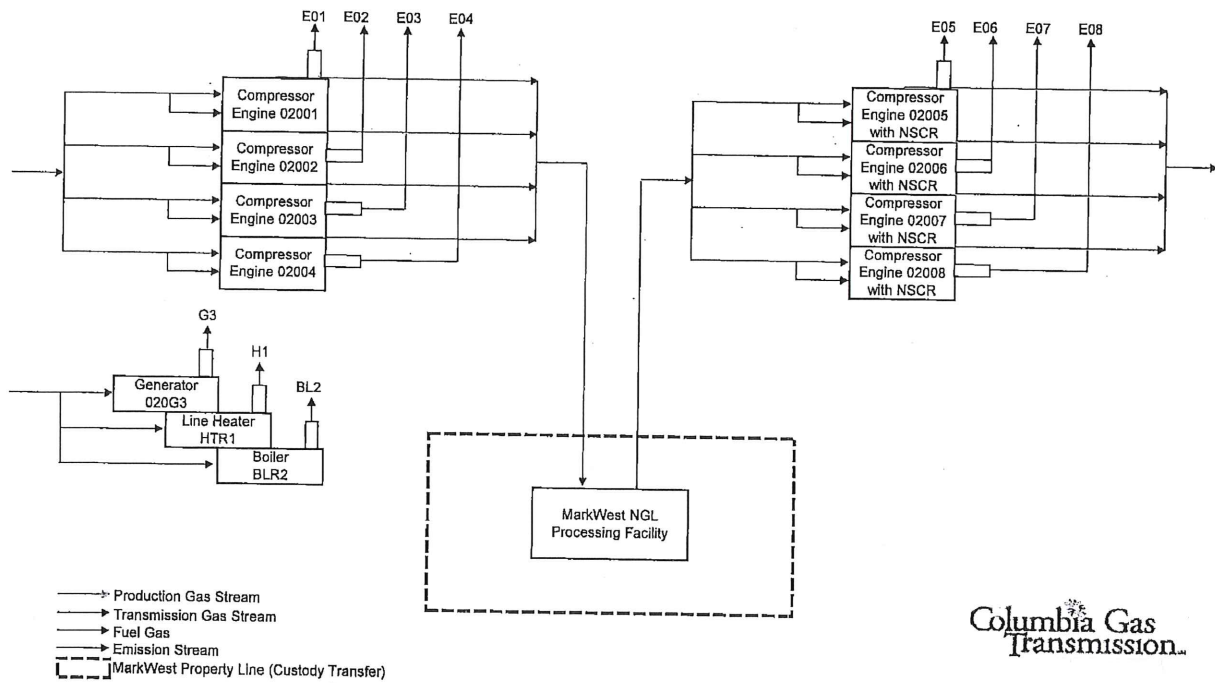 E01 E02 E03 E04
E05 E06 E07 E08
Compressor
Engine 02001
Compressor
Engine 02002
Compressor
Engine 02003
Compressor
Engine 02004
Compressor
Engine 02005
with NSCR
Compressor
Engine 02006
with NSCR
Compressor
Engine 02007
with NSCR
Compressor
Engine 02008
with NSCR
G3
H1
BL2
Generator
020G3
Line Heater
HTR1
Boiler
BLR2
MarkWest NGL
Processing Facility
Production Gas Stream
Transmission Gas Stream
Fuel Gas
Emission Stream
MarkWest Property Line (Custody Transfer)
Columbia Gas
Transmission